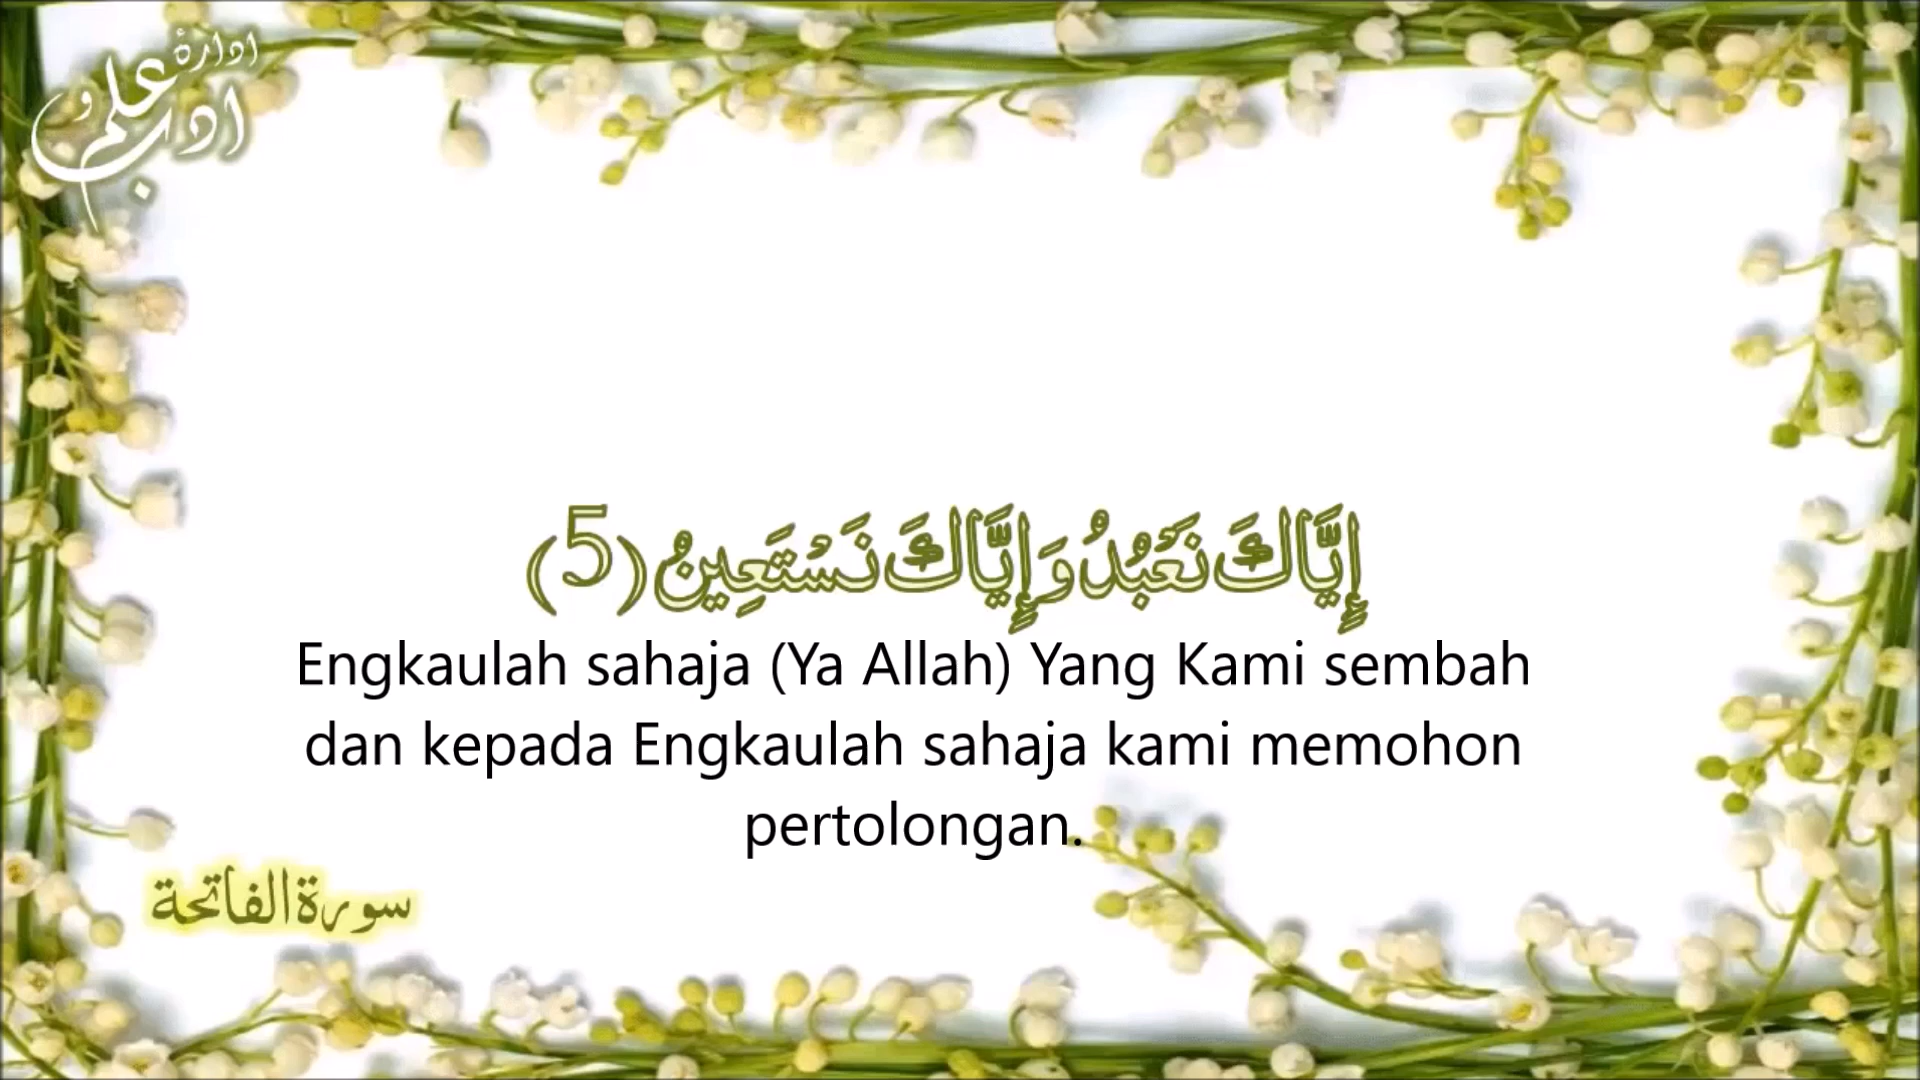 ادارۂ
علم و
ادب
إِيَّاكَ نَعْبُدُ وَإِيَّاكَ نَسْتَعِينُ (5)
Engkaulah sahaja (Ya Allah) Yang Kami sembah
dan kepada Engkaulah sahaja kami memohon
pertolongan.
سورة الفاتحة